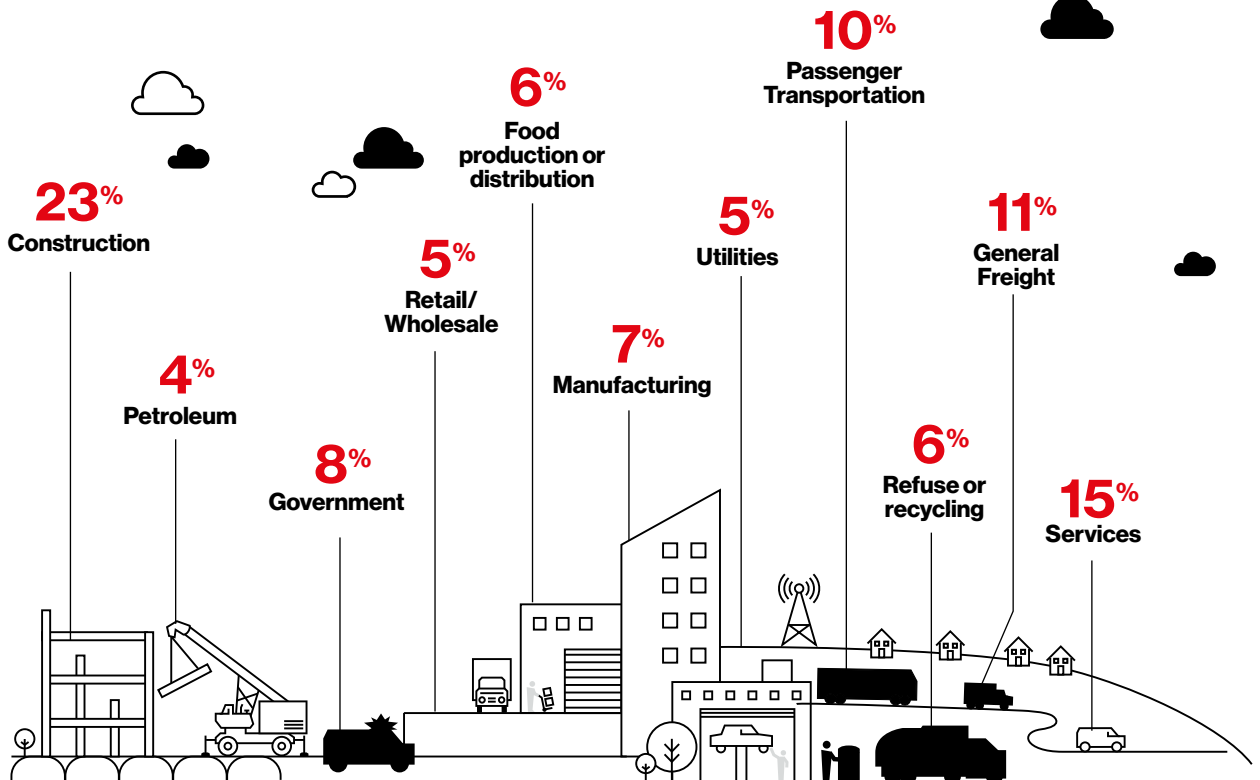 23%
Construction
4%
Petroleum
8%
Government
5%
Retail/
Wholesale
6%
Food
production or
distribution
7%
Manufacturing
5%
Utilities
10%
Passenger
Transportation
6%
Refuse or
recycling
11%
General
Freight
15%
Services